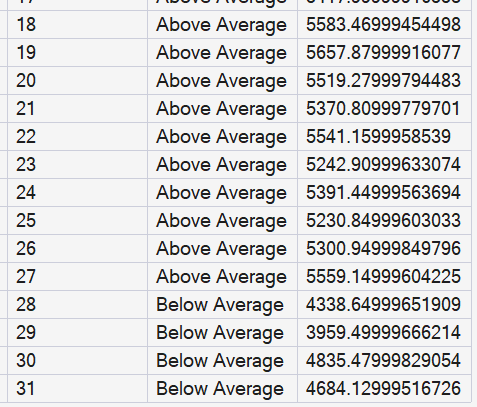 18 Above Average 5583.46999454498
19 Above Average 5657.87999916077
20 Above Average 5519.27999794483
21 Above Average 5370.80999779701
22 Above Average 5541.1599958539
23 Above Average 5242.90999633074
24 Above Average 5391.44999563694
25 Above Average 5230.84999603033
26 Above Average 5300.94999849796
27 Above Average 5559.14999604225
28 Below Average 4338.64999651909
29 Below Average 3959.49999666214
30 Below Average 4835.47999829054
31 Below Average 4684.12999516726